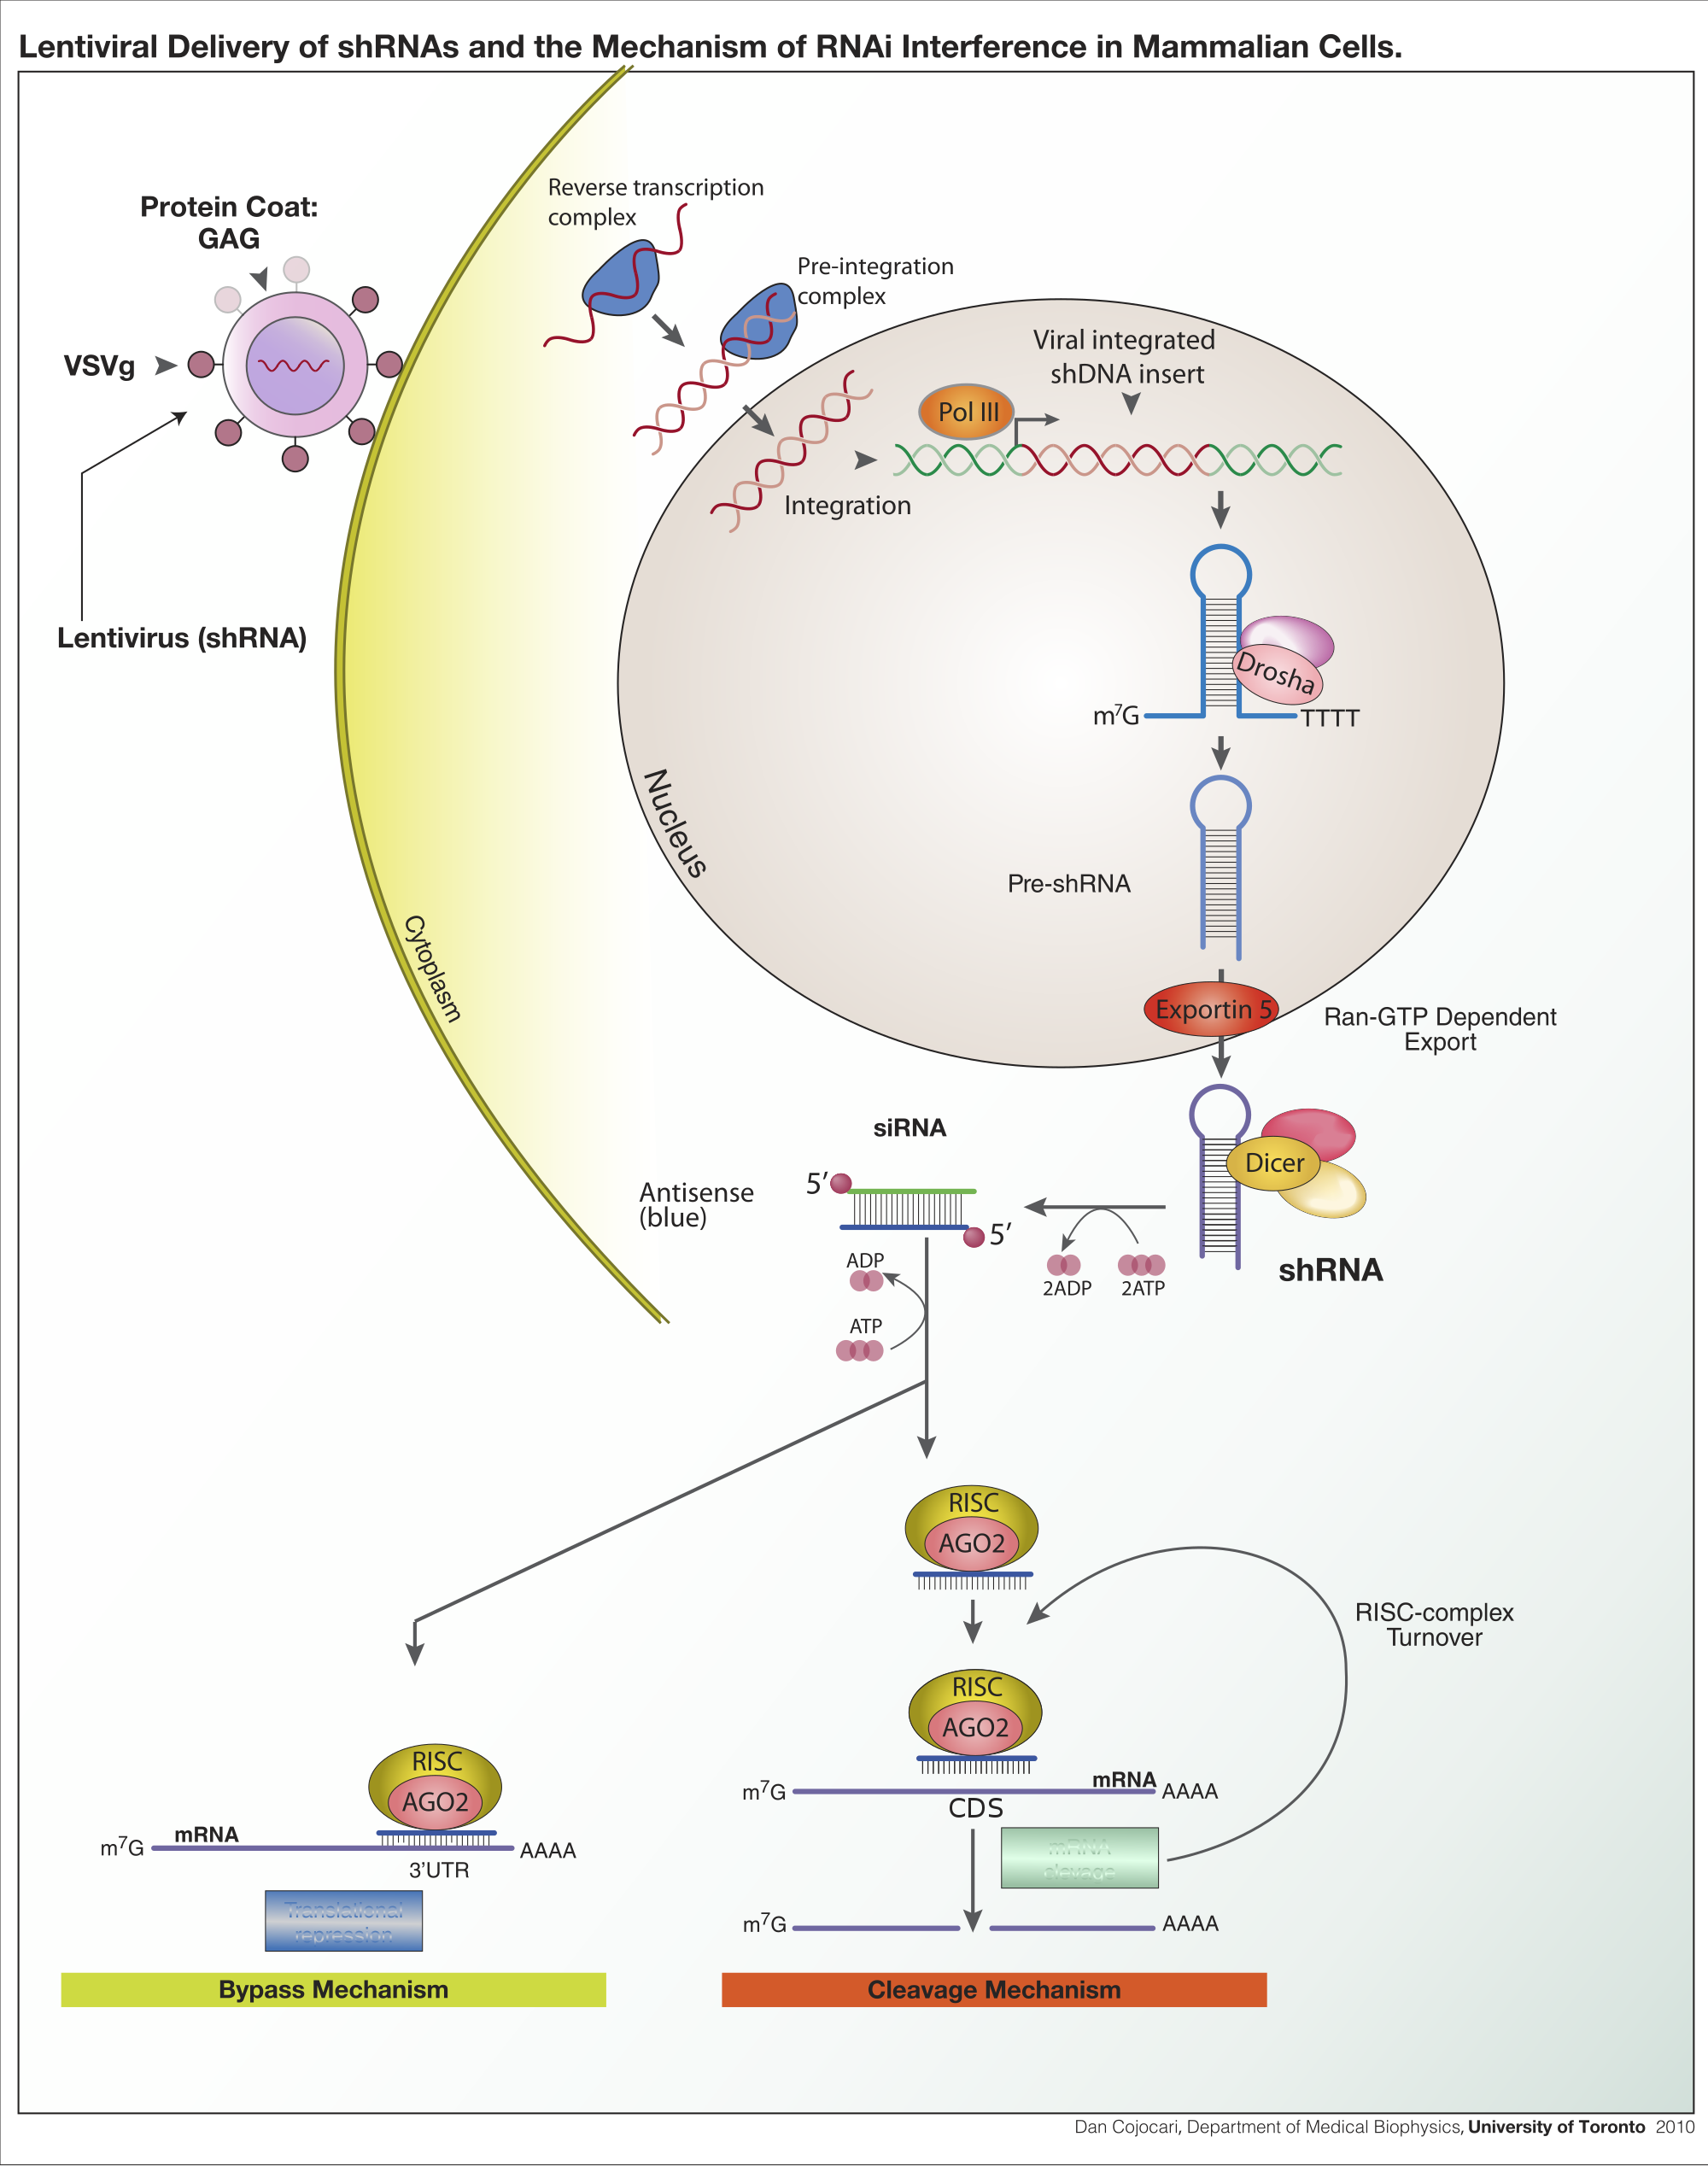 Lentiviral Delivery of shRNAs and the Mechanism of RNAi Interference in Mammalian Cells.
Protein Coat:
GAG
VSVg
Lentivirus (shRNA)
Reverse transcription
complex
Pre-integration
complex
Integration
Viral integrated
shDNA insert
Pol III
Drosha
m⁷G
TTTT
Nucleus
Cytoplasm
Pre-shRNA
Exportin 5
Ran-GTP Dependent
Export
siRNA
Antisense
(blue)
5′
5′
Dicer
shRNA
2ADP
2ATP
ADP
ATP
RISC
AGO2
RISC-complex
Turnover
RISC
AGO2
m⁷G
mRNA
AAAA
CDS
mRNA
clevage
m⁷G
AAAA
RISC
AGO2
m⁷G
mRNA
AAAA
3′UTR
Translational
repression
Bypass Mechanism
Cleavage Mechanism
Dan Cojocari, Department of Medical Biophysics, University of Toronto 2010